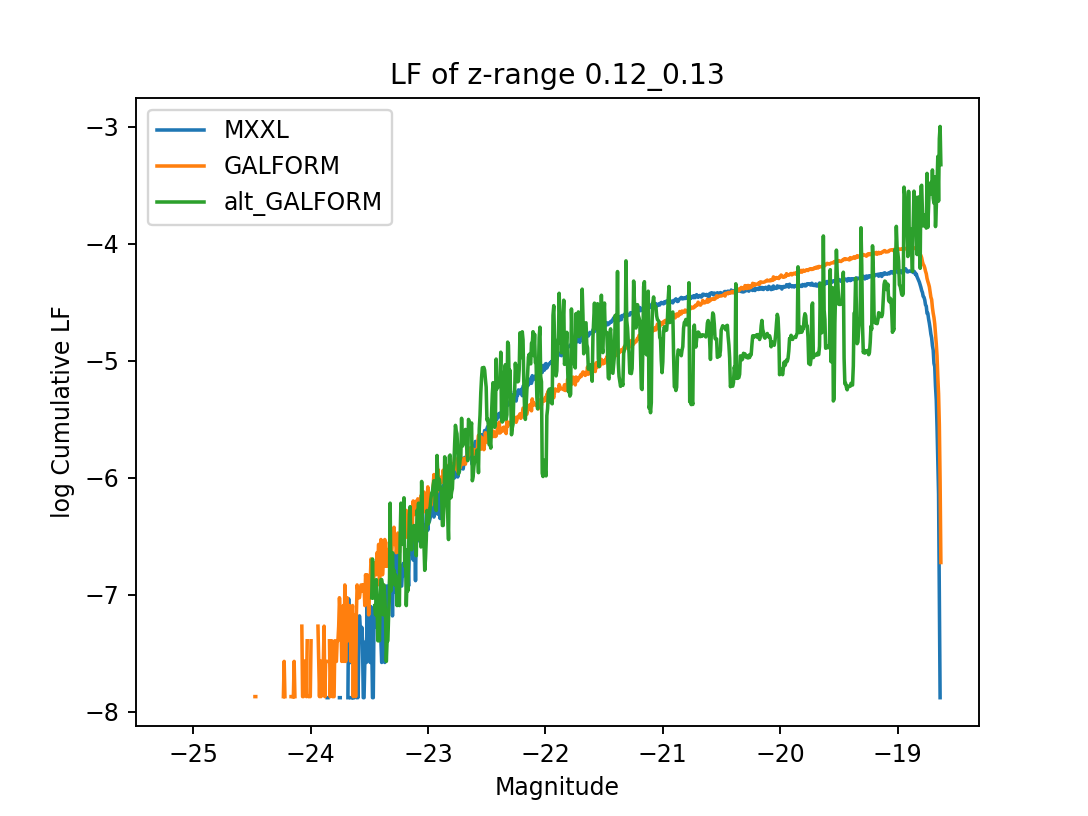 LF of z-range 0.12_0.13
MXXL
GALFORM
alt_GALFORM
log Cumulative LF
−3
−4
−5
−6
−7
−8
−25
−24
−23
−22
−21
−20
−19
Magnitude